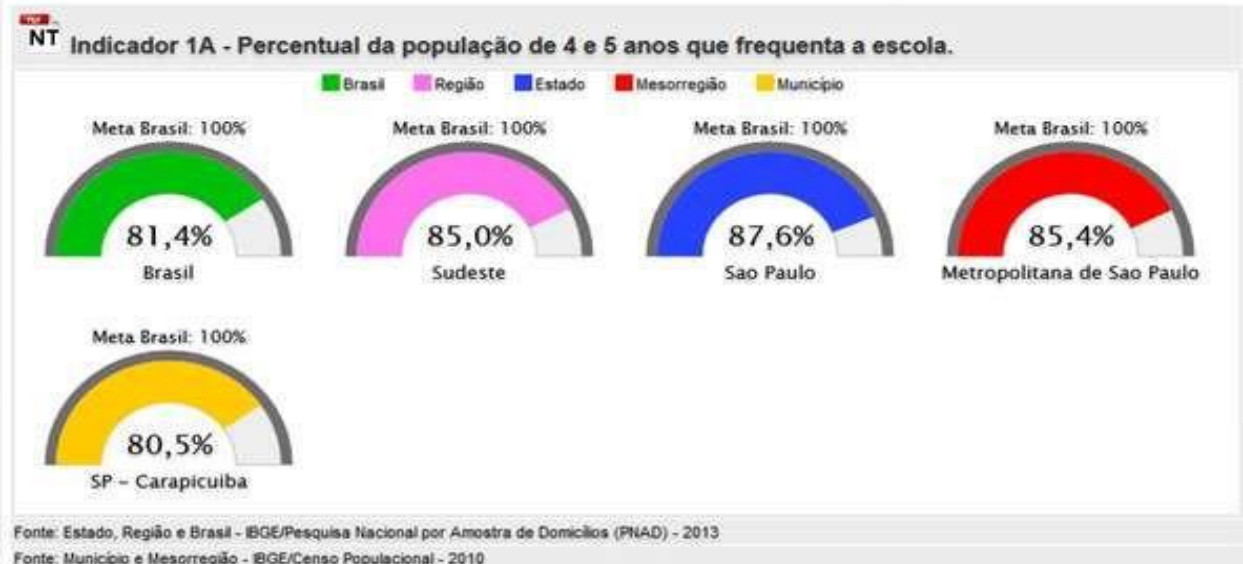 NT Indicador 1A - Percentual da população de 4 e 5 anos que frequenta a escola.
Brasil Região Estado Mesorregião Município
Meta Brasil: 100% Meta Brasil: 100% Meta Brasil: 100% Meta Brasil: 100%
81,4% 85,0% 87,6% 85,4%
Brasil Sudeste Sao Paulo Metropolitana de Sao Paulo
Meta Brasil: 100%
80,5%
SP - Carapicuiba
Fonte: Estado, Região e Brasil - IBGE/Pesquisa Nacional por Amostra de Domicílios (PNAD) - 2013
Fonte: Município e Mesorregião - IBGE/Censo Populacional - 2010